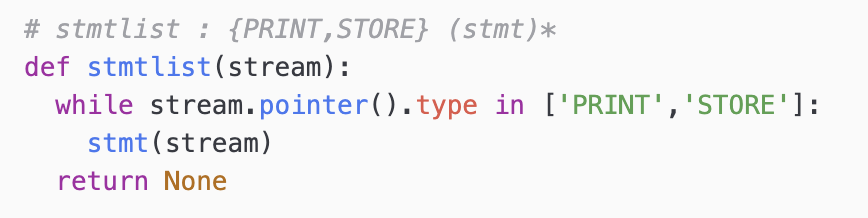 # stmtlist : {PRINT,STORE} (stmt)*
def stmtlist(stream):
  while stream.pointer().type in ['PRINT','STORE']:
    stmt(stream)
  return None